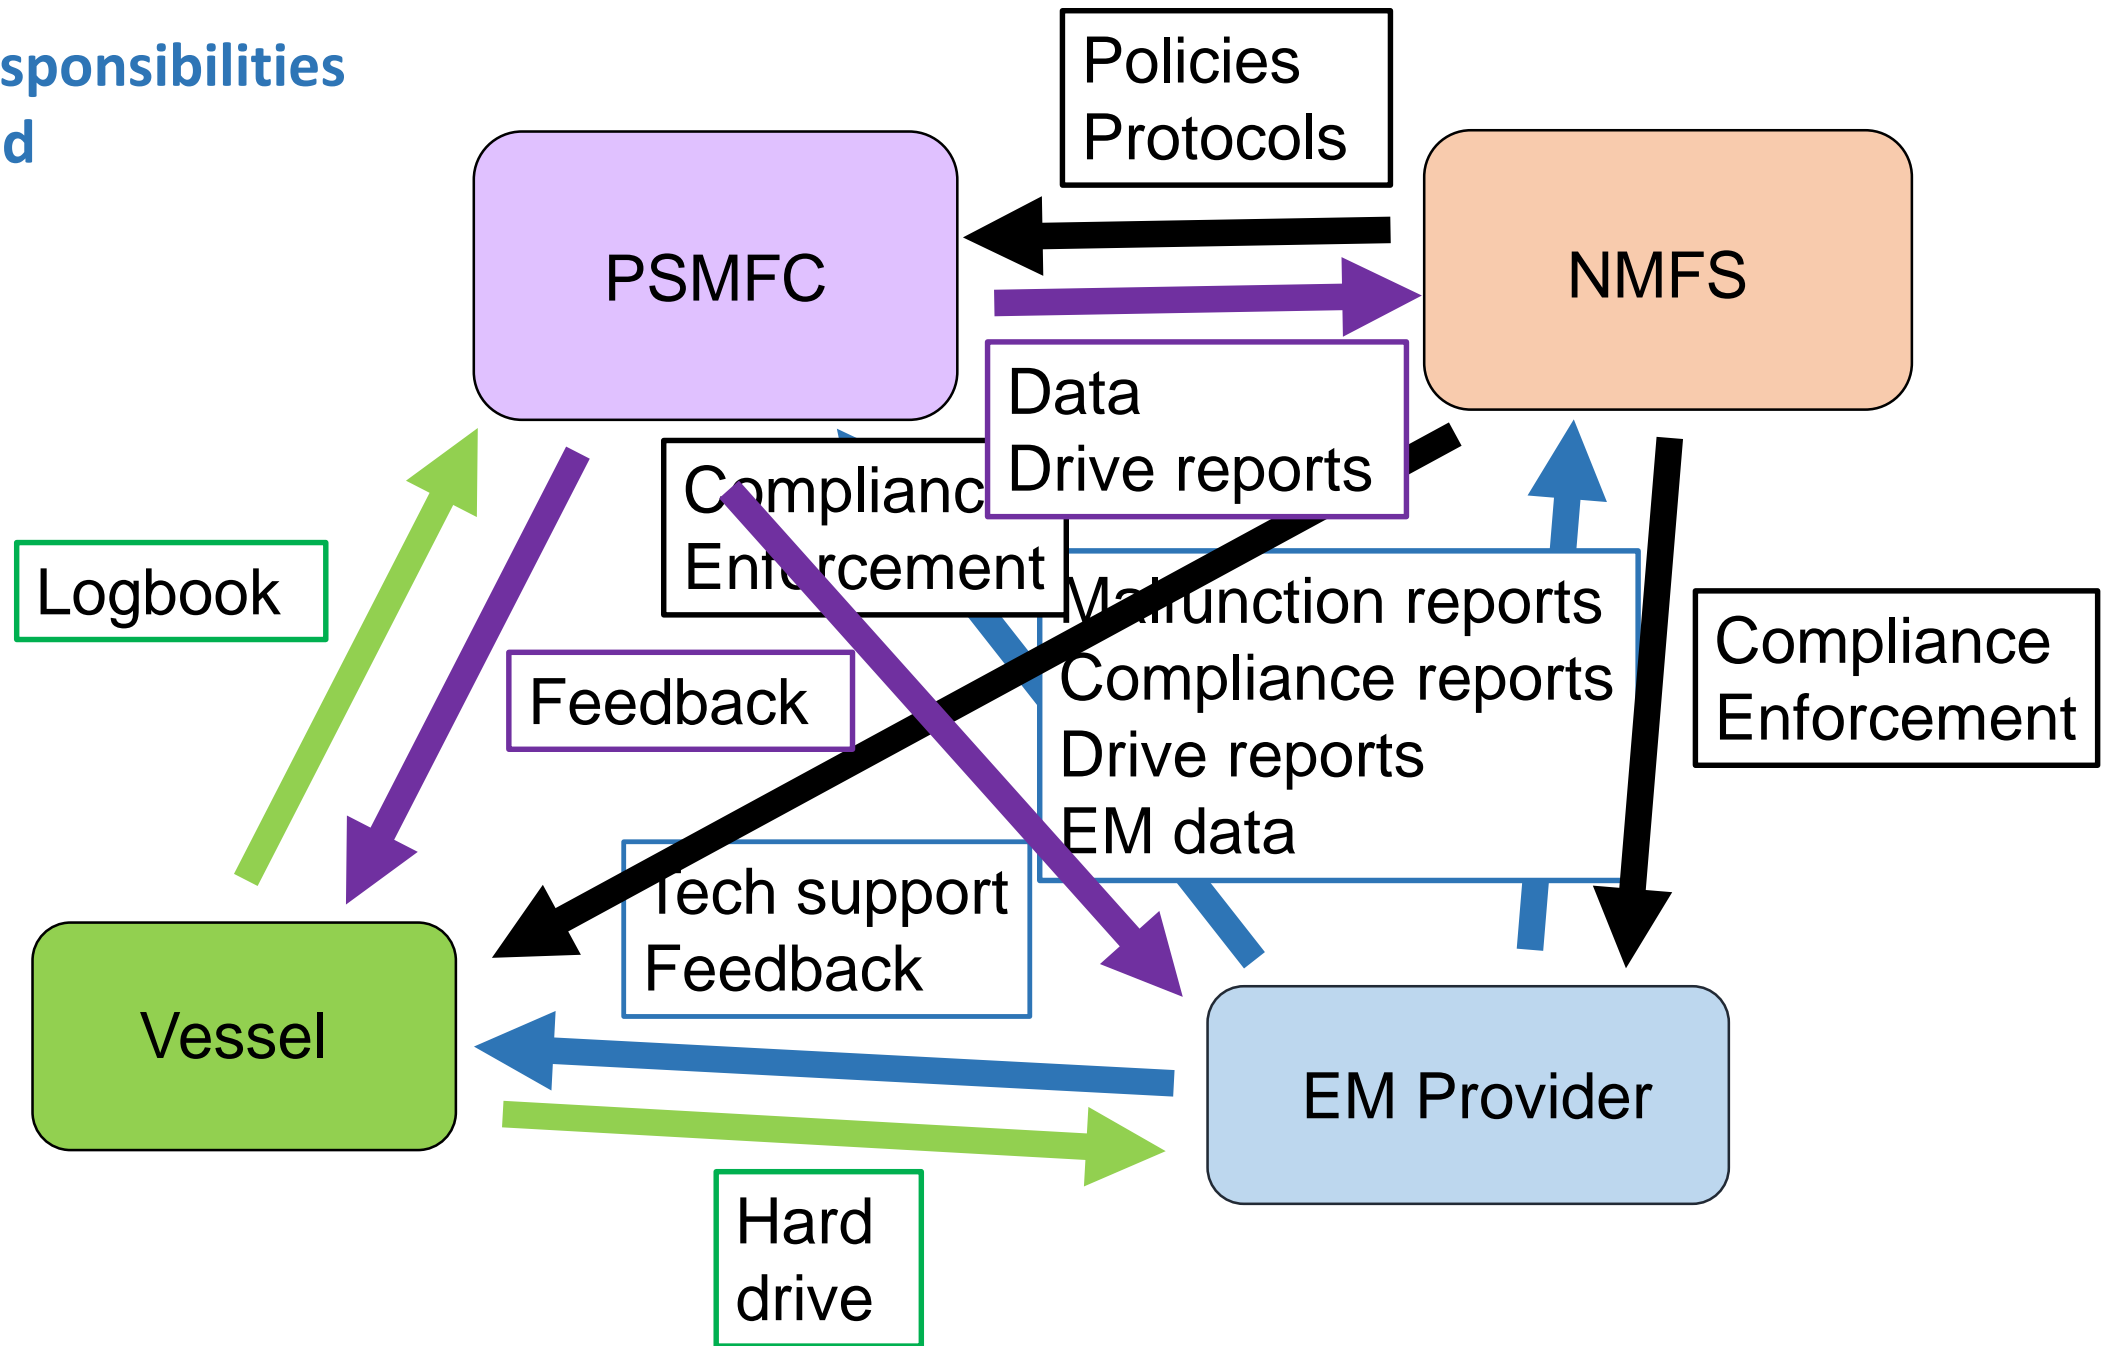 sponsibilities
d
Policies
Protocols
PSMFC
NMFS
Data
Drive reports
Complianc
Enforcement
Logbook
Feedback
Malfunction reports
Compliance reports
Drive reports
EM data
Compliance
Enforcement
Tech support
Feedback
Vessel
EM Provider
Hard
drive